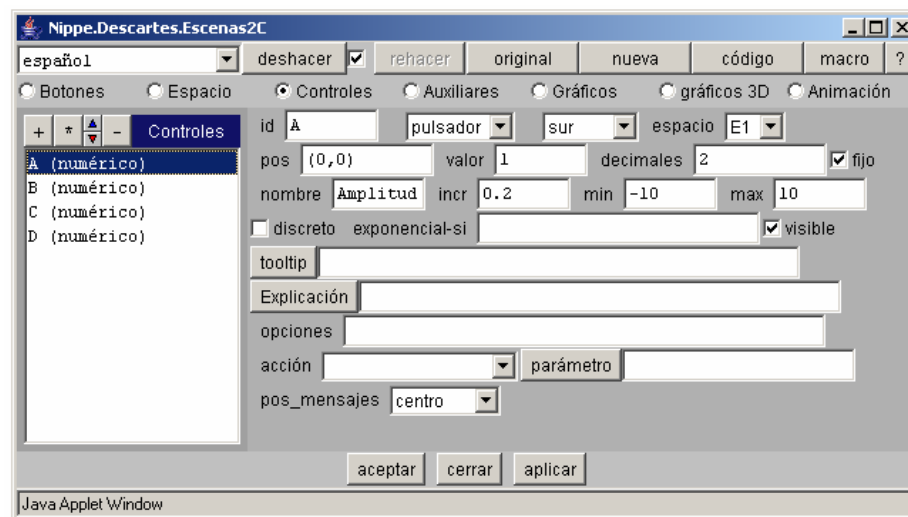 Nippe.Descartes.Escenas2C
español deshacer rehacer original nueva código macro ?
Botones Espacio Controles Auxiliares Gráficos gráficos 3D Animación
+ * - Controles id A pulsador sur espacio E1
A (numérico) pos (0,0) valor 1 decimales 2 fijo
B (numérico) nombre Amplitud incr 0.2 min -10 max 10
C (numérico) discreto exponencial-si visible
D (numérico)
tooltip
Explicación
opciones
acción parámetro
pos_mensajes centro
aceptar cerrar aplicar
Java Applet Window